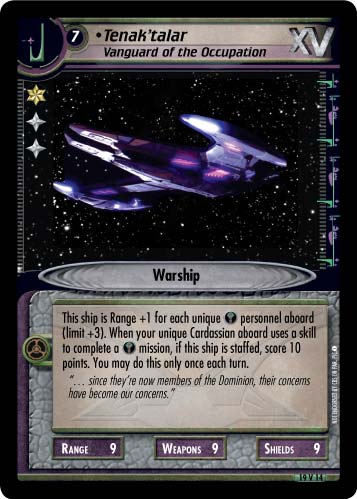 7
•Tenak'talar
Vanguard of the Occupation
XV
Warship
This ship is Range +1 for each unique personnel aboard
(limit +3). When your unique Cardassian aboard uses a skill
to complete a mission, if this ship is staffed, score 10
points. You may do this only once each turn.
"... since they're now members of the Dominion, their concerns
have become our concerns."
RANGE 9 WEAPONS 9 SHIELDS 9
19 V 14